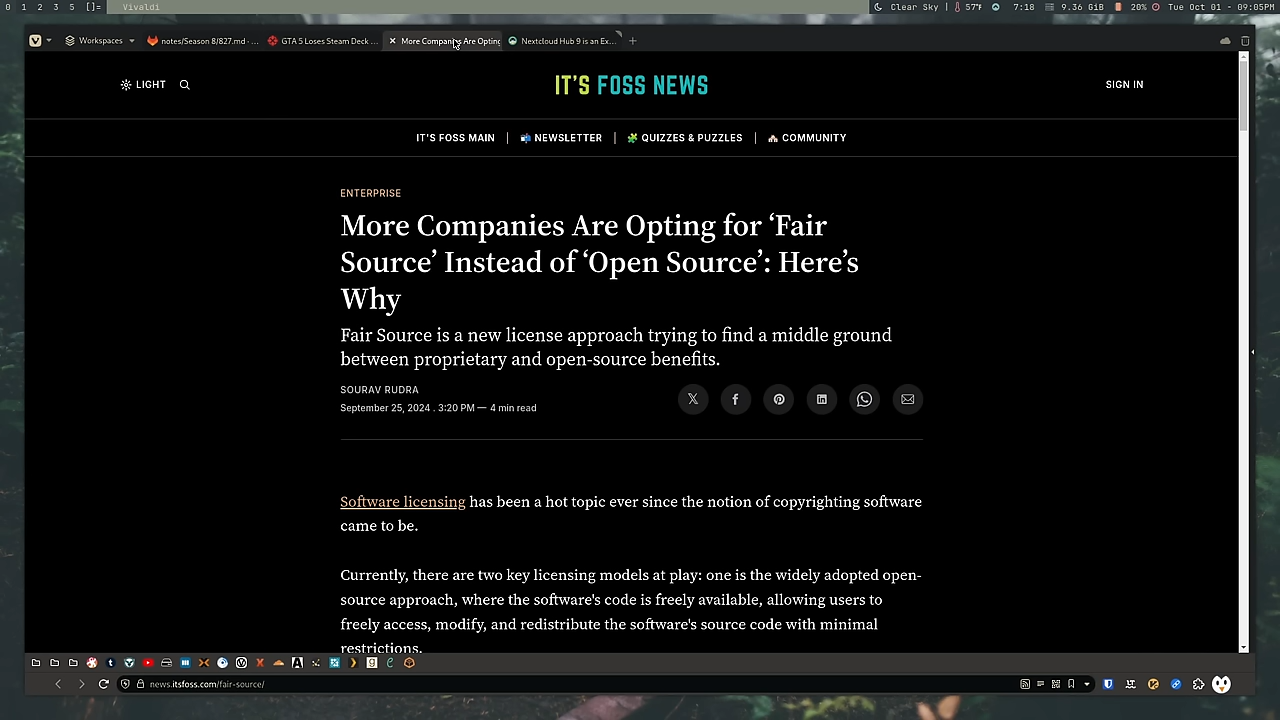 0 1 2 3 5 []= Vivaldi Clear Sky | 57°F 7:18 9.36 GiB 20% Tue Oct 01 - 09:05PM
Workspaces notes/Season 8/827.md - ... GTA 5 Loses Steam Deck ... More Companies Are Opting Nextcloud Hub 9 is an Ex...
LIGHT IT'S FOSS NEWS SIGN IN
IT'S FOSS MAIN | 📬 NEWSLETTER | 🧩 QUIZZES & PUZZLES | 🏘️ COMMUNITY
ENTERPRISE
More Companies Are Opting for ‘Fair
Source’ Instead of ‘Open Source’: Here’s
Why
Fair Source is a new license approach trying to find a middle ground
between proprietary and open-source benefits.
SOURAV RUDRA
September 25, 2024 . 3:20 PM — 4 min read
Software licensing has been a hot topic ever since the notion of copyrighting software
came to be.
Currently, there are two key licensing models at play: one is the widely adopted open-
source approach, where the software's code is freely available, allowing users to
freely access, modify, and redistribute the software's source code with minimal
restrictions.
news.itsfoss.com/fair-source/